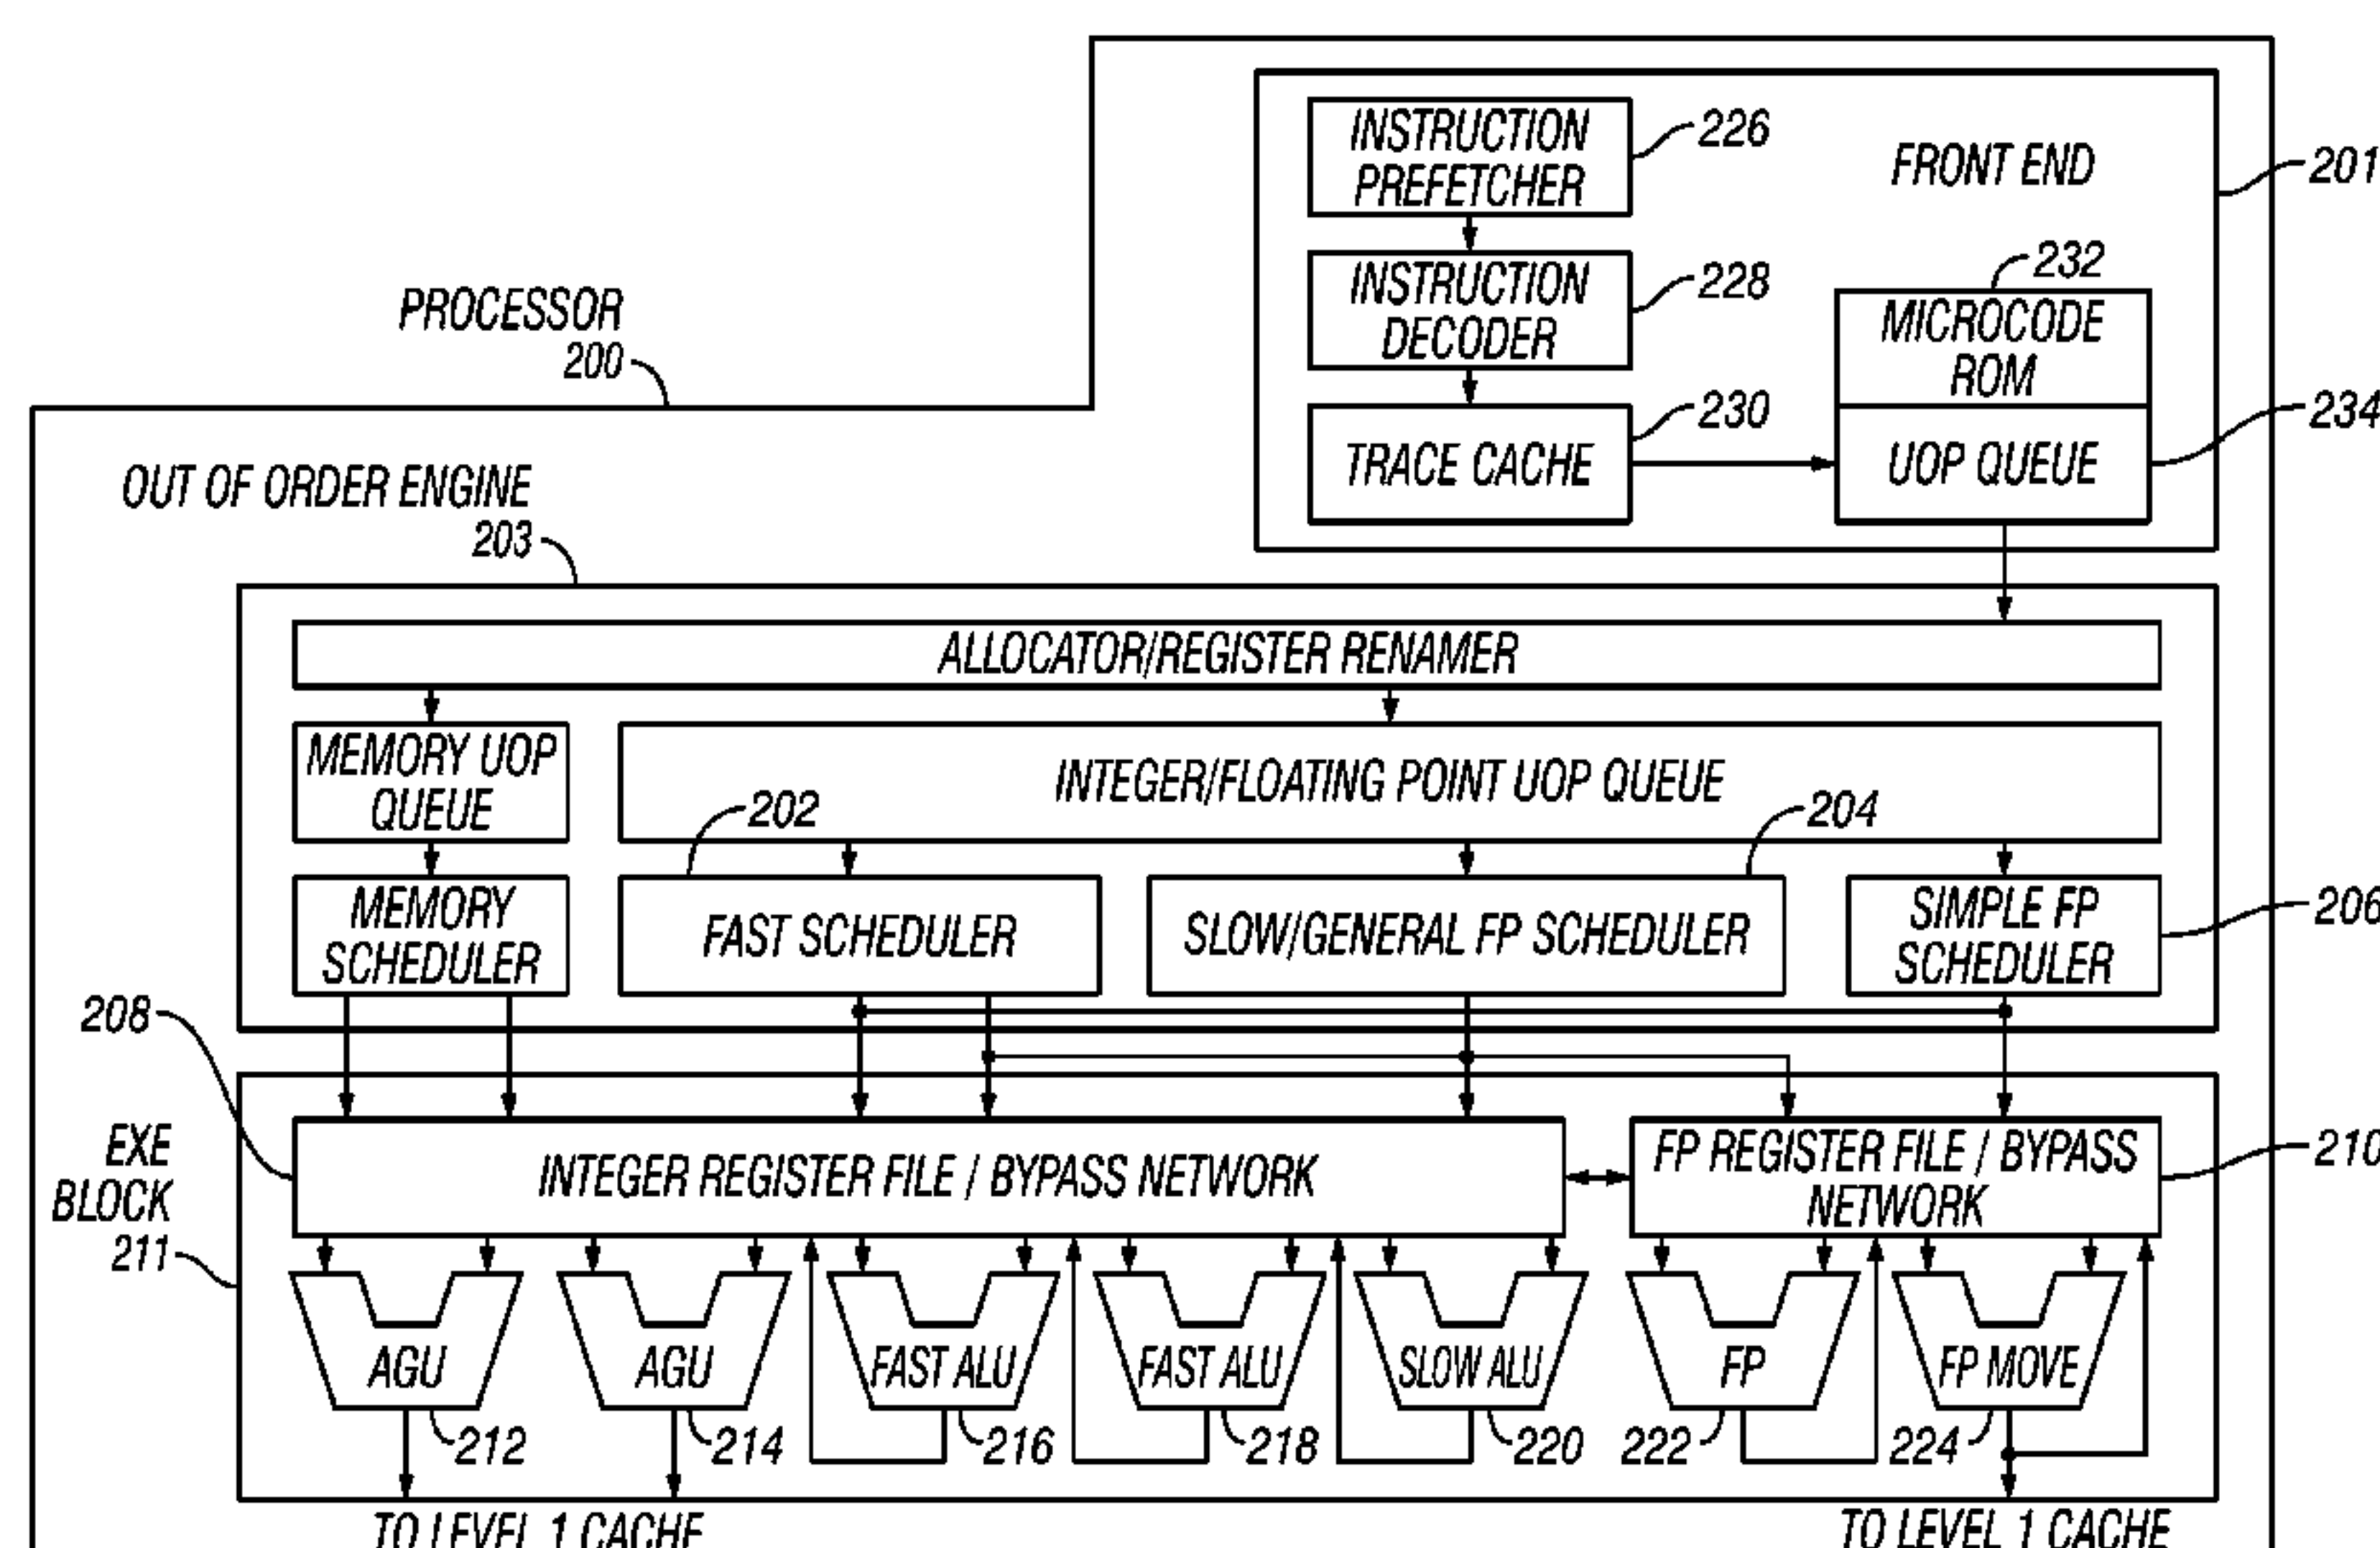 INSTRUCTION
PREFETCHER
226
FRONT END
201
INSTRUCTION
DECODER
228
232
MICROCODE
ROM
PROCESSOR
200
TRACE CACHE
230
UOP QUEUE
234
OUT OF ORDER ENGINE
203
ALLOCATOR/REGISTER RENAMER
MEMORY UOP
QUEUE
INTEGER/FLOATING POINT UOP QUEUE
202
204
MEMORY
SCHEDULER
FAST SCHEDULER
SLOW/GENERAL FP SCHEDULER
SIMPLE FP
SCHEDULER
206
208
EXE
BLOCK
211
INTEGER REGISTER FILE / BYPASS NETWORK
FP REGISTER FILE / BYPASS
NETWORK
210
AGU
AGU
FAST ALU
FAST ALU
SLOW ALU
FP
FP MOVE
212
214
216
218
220
222
224
TO LEVEL 1 CACHE
TO LEVEL 1 CACHE